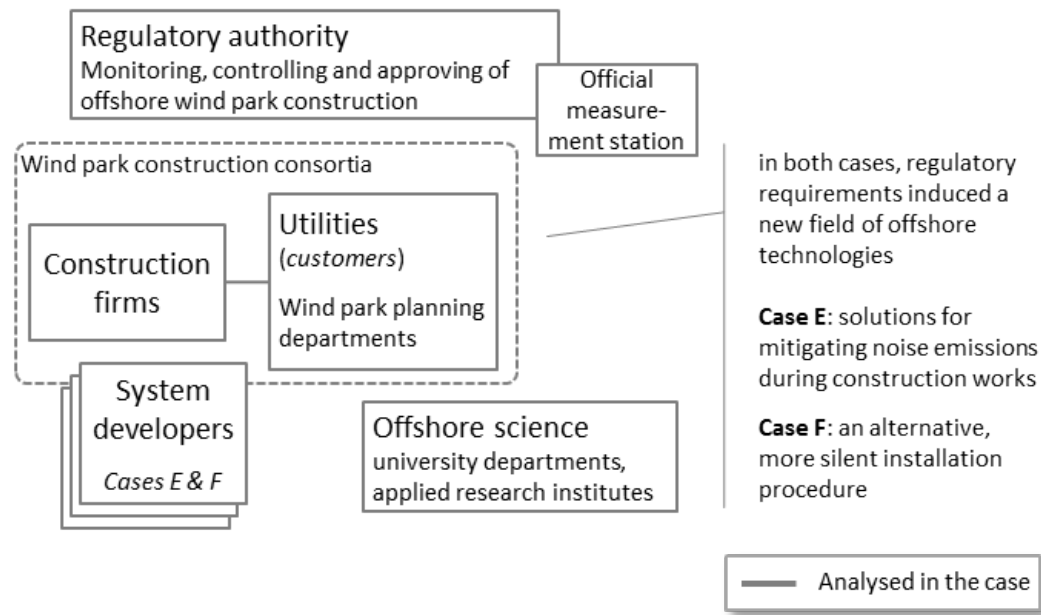 Regulatory authority
Monitoring, controlling and approving of
offshore wind park construction
Official
measure-
ment station
Wind park construction consortia
Construction
firms
Utilities
(customers)
Wind park planning
departments
System
developers
Cases E & F
Offshore science
university departments,
applied research institutes
in both cases, regulatory
requirements induced a
new field of offshore
technologies
Case E: solutions for
mitigating noise emissions
during construction works
Case F: an alternative,
more silent installation
procedure
Analysed in the case